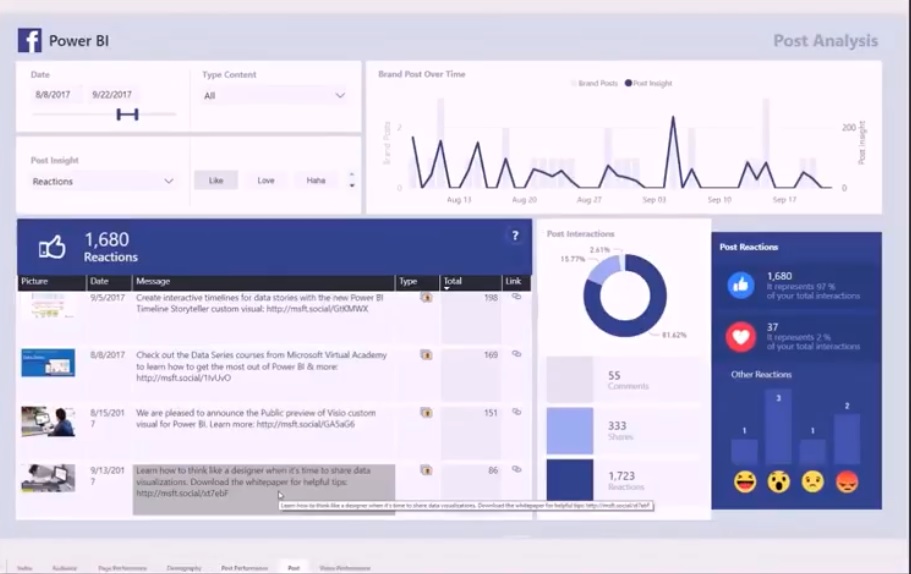 f Power BI
Post Analysis
Date
8/8/2017 9/22/2017
Type Content
All
Post Insight
Reactions
Like Love Haha
Brand Post Over Time
Brand Posts Post Insight
Brand Posts
2
0
200
0
Post Insight
Aug 13 Aug 20 Aug 27 Sep 03 Sep 10 Sep 17
1,680
Reactions
?
Picture Date Message Type Total Link
9/5/2017 Create interactive timelines for data stories with the new Power BI 198
Timeline Storyteller custom visual: http://msft.social/GtKMWX
8/8/2017 Check out the Data Series courses from Microsoft Virtual Academy 169
to learn how to get the most out of Power BI & more:
http://msft.social/1IvUvO
8/15/201 We are pleased to announce the Public preview of Visio custom 151
7 visual for Power BI. Learn more: http://msft.social/GASaG6
9/13/201 Learn how to think like a designer when it's time to share data 86
7 visualizations. Download the whitepaper for helpful tips:
http://msft.social/st7ebF
Learn how to think like a designer when it's time to share data visualizations. Download the whitepaper for helpful tips: http://msft.social/st7ebF
Post Interactions
2.61%
15.77%
81.62%
55
Comments
333
Shares
1,723
Reactions
Post Reactions
1,680
It represents 97 %
of your total interactions
37
It represents 2 %
of your total interactions
Other Reactions
1 3 1 2
Audience Page Performance Demography Post Performance Post Video Performance